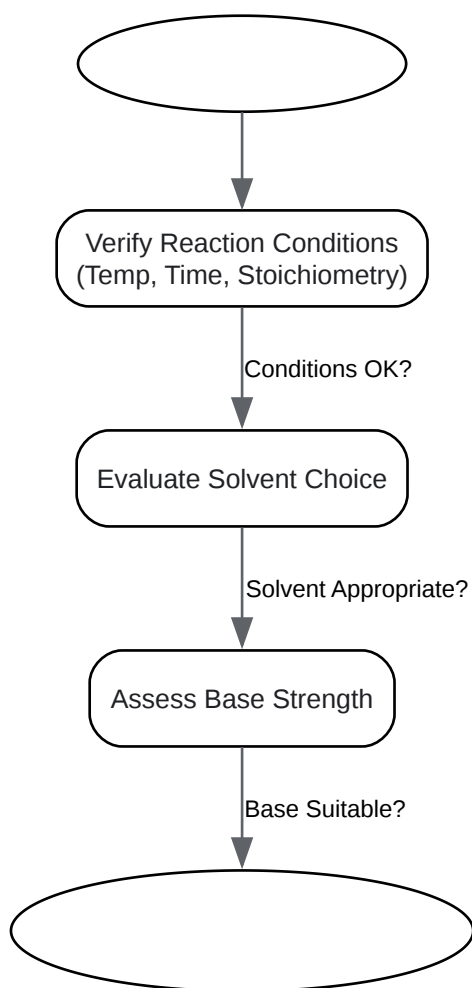 Verify Reaction Conditions
(Temp, Time, Stoichiometry)
Conditions OK?
Evaluate Solvent Choice
Solvent Appropriate?
Assess Base Strength
Base Suitable?